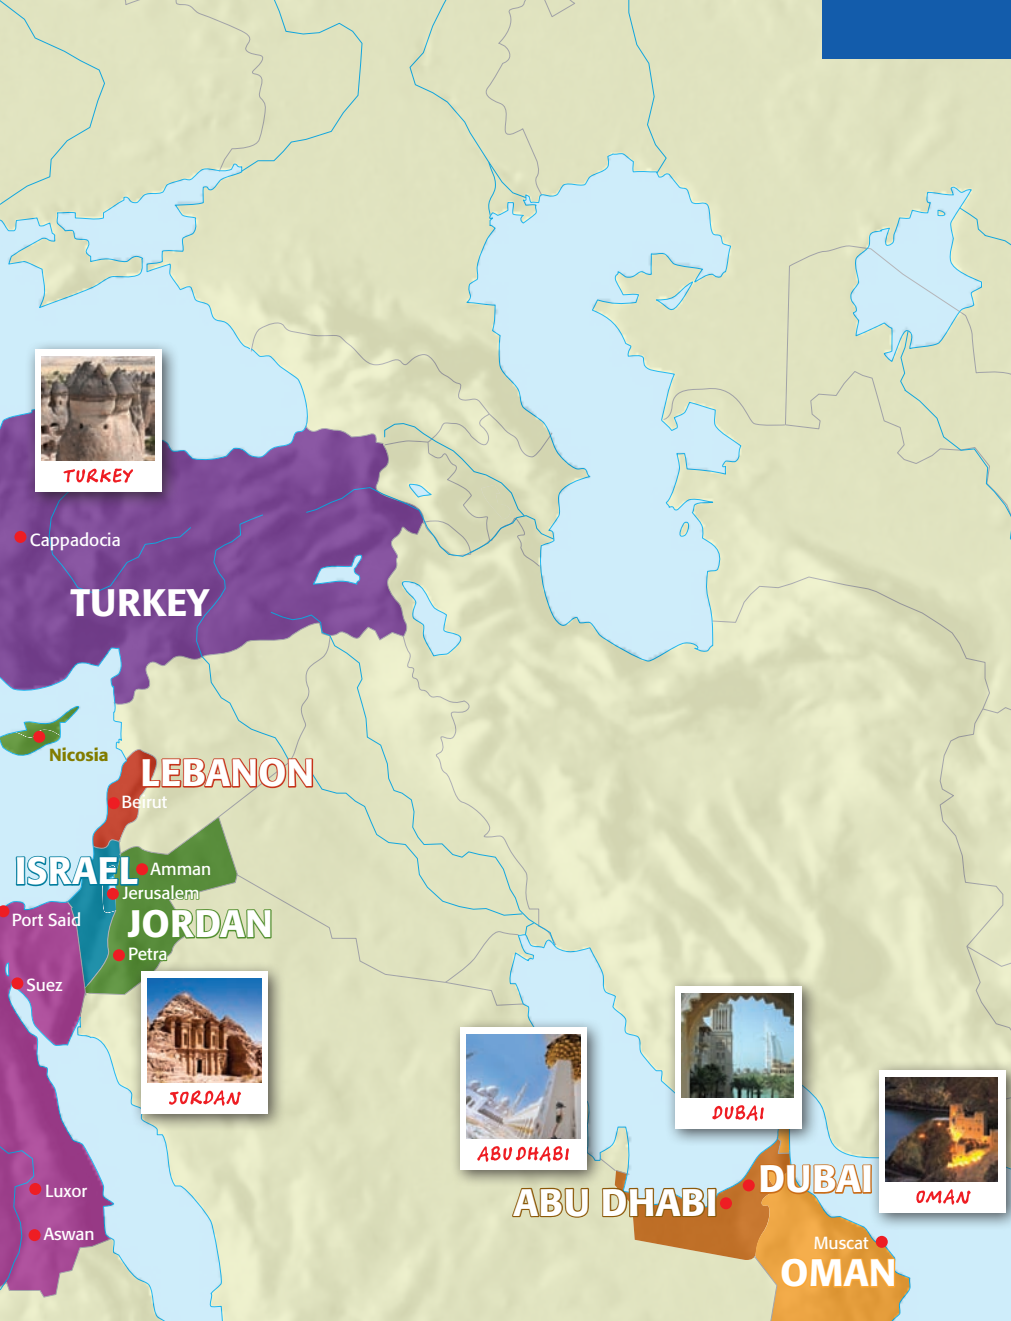 TURKEY
Cappadocia
TURKEY
Nicosia
LEBANON
Beirut
ISRAEL
Amman
Jerusalem
Port Said
JORDAN
Petra
Suez
JORDAN
ABU DHABI
DUBAI
OMAN
Luxor
ABU DHABI
DUBAI
Aswan
Muscat
OMAN